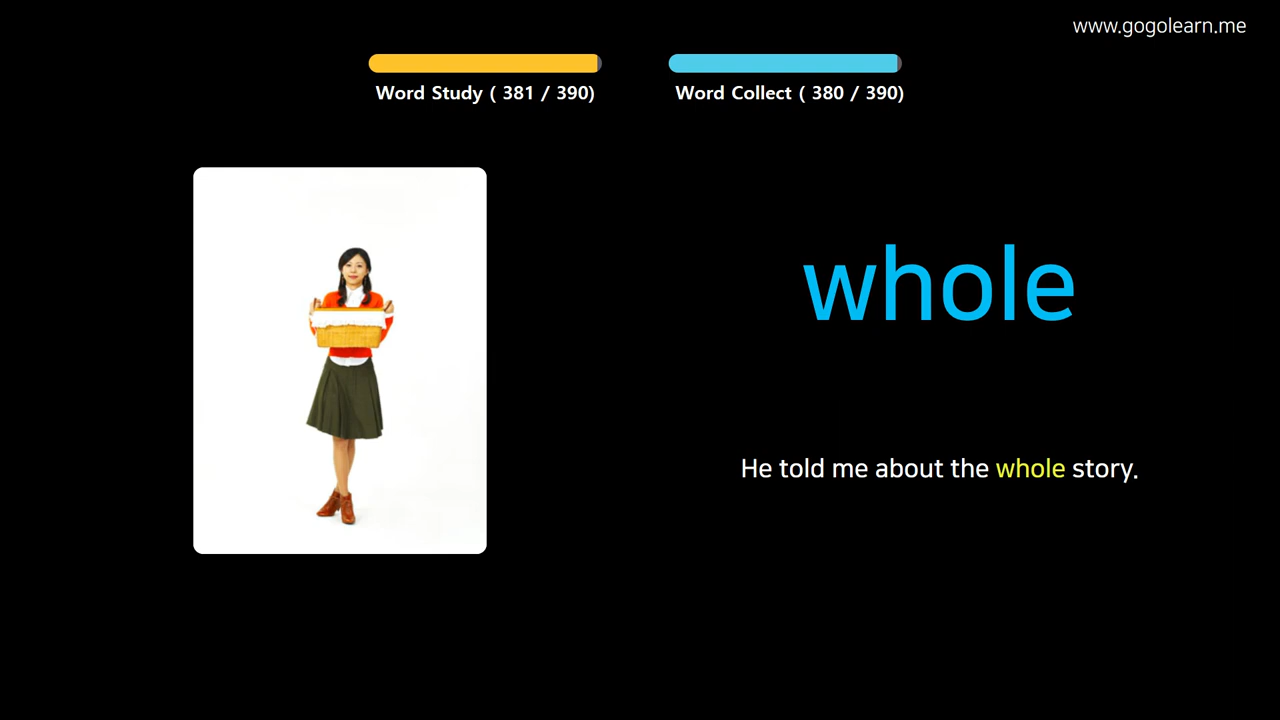 www.gogolearn.me
Word Study ( 381 / 390)
Word Collect ( 380 / 390)
whole
He told me about the whole story.